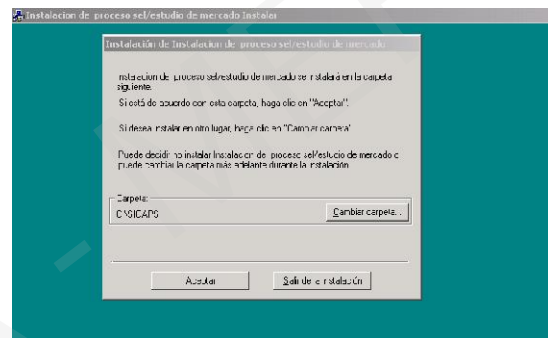 Instalacion del proceso sel/estudio de mercado Instalar
Instalación de Instalacion del proceso sel/estudio de mercado
Instalacion del proceso sel/estudio de mercado se instalará en la carpeta
siguiente.
Si está de acuerdo con esta carpeta, haga clic en "Aceptar".
Si desea instalar en otro lugar, haga clic en "Cambiar carpeta".
Puede decidir no instalar Instalacion del proceso sel/estudio de mercado o
puede cambiar la carpeta más adelante durante la instalación.
Carpeta:
C:\SICAPS
Cambiar carpeta...
Aceptar
Salir de la instalación